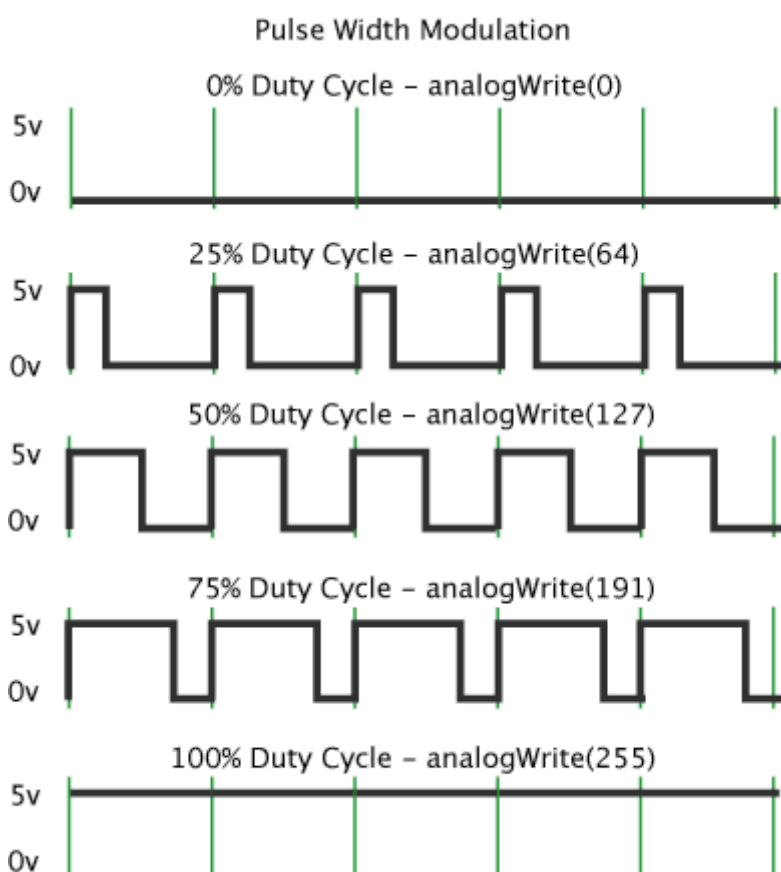 Pulse Width Modulation
0% Duty Cycle – analogWrite(0)
5v
0v
25% Duty Cycle – analogWrite(64)
5v
0v
50% Duty Cycle – analogWrite(127)
5v
0v
75% Duty Cycle – analogWrite(191)
5v
0v
100% Duty Cycle – analogWrite(255)
5v
0v